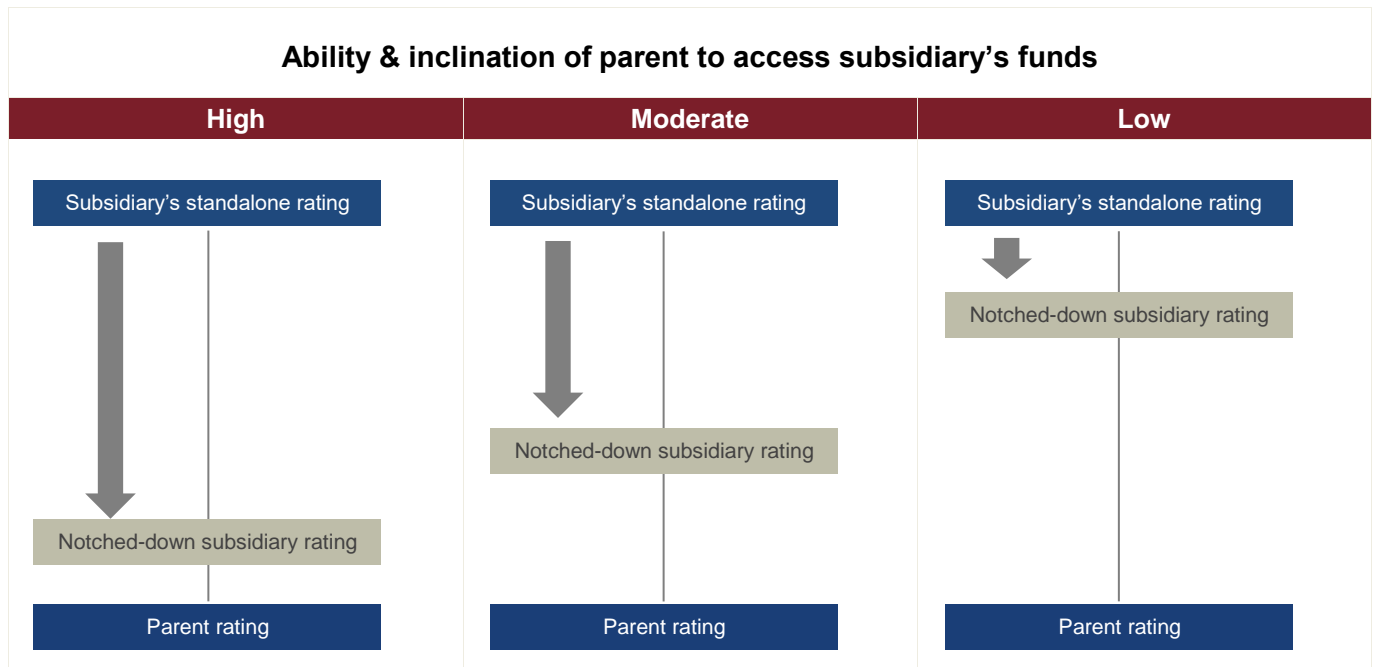 Ability & inclination of parent to access subsidiary’s funds
High
Moderate
Low
Subsidiary’s standalone rating
Subsidiary’s standalone rating
Subsidiary’s standalone rating
Notched-down subsidiary rating
Notched-down subsidiary rating
Notched-down subsidiary rating
Parent rating
Parent rating
Parent rating